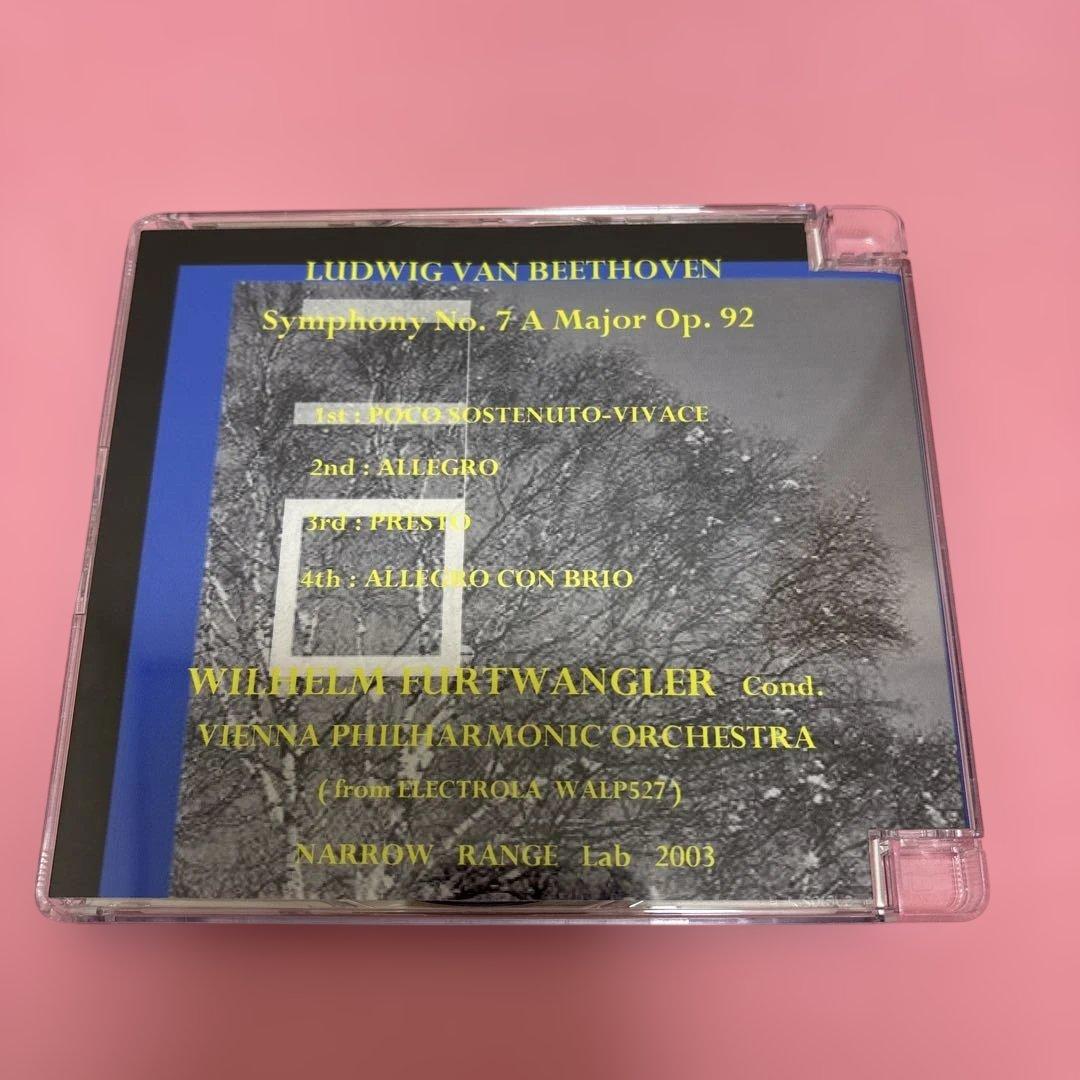 LUDWIG VAN BEETHOVEN
Symphony No. 7 A Major Op. 92
1st : POCO SOSTENUTO-VIVACE
2nd : ALLEGRO
3rd : PRESTO
4th : ALLEGRO CON BRIO
WILHELM FURTWANGLER Cond.
VIENNA PHILHARMONIC ORCHESTRA
(from ELECTROLA WALP527)
NARROW RANGE Lab 2003